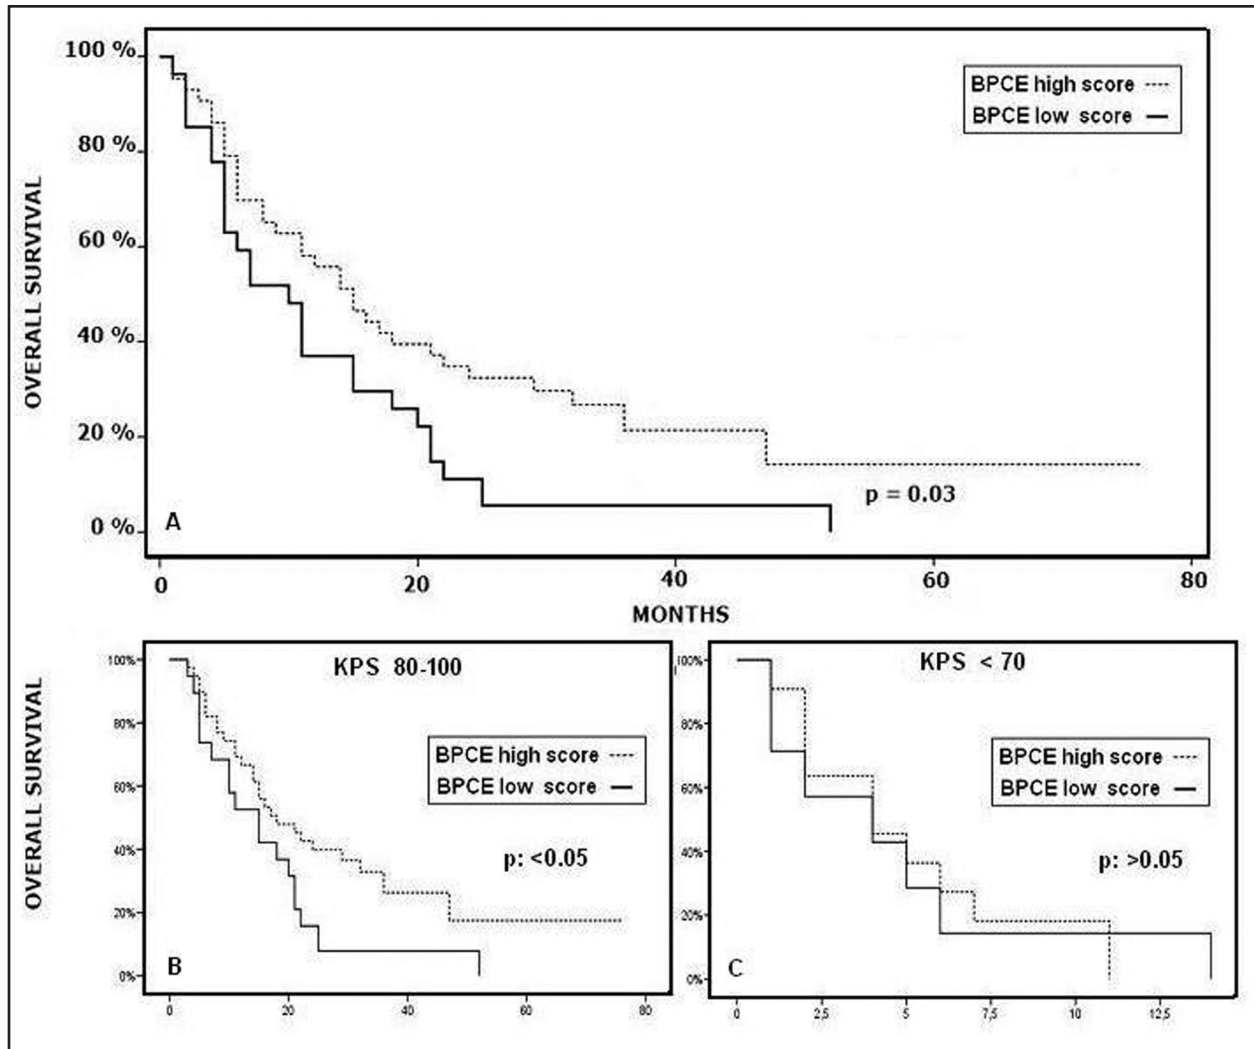 100 %
80 %
60 %
40 %
20 %
0 %
OVERALL SURVIVAL
BPCE high score
BPCE low score
p = 0.03
A
0 20 40 60 80
MONTHS
OVERALL SURVIVAL
100%
80%
60%
40%
20%
0%
KPS 80-100
BPCE high score
BPCE low score
p: <0.05
B
0 20 40 60 80
100%
80%
60%
40%
20%
0%
KPS < 70
BPCE high score
BPCE low score
p: >0.05
C
0 2,5 5 7,5 10 12,5